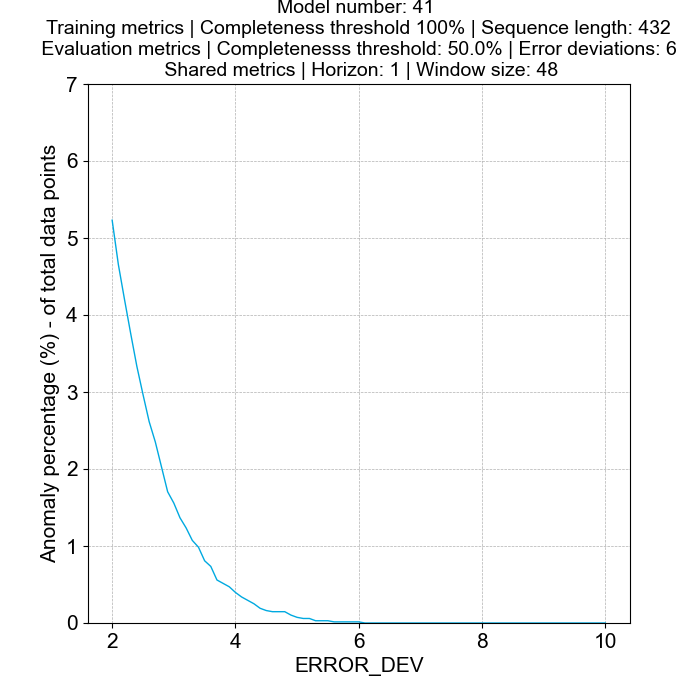 Model number: 41
Training metrics | Completeness threshold 100% | Sequence length: 432
Evaluation metrics | Completenesss threshold: 50.0% | Error deviations: 6
Shared metrics | Horizon: 1 | Window size: 48
7
6
5
4
3
2
1
0
Anomaly percentage (%) - of total data points
2 4 6 8 10
ERROR_DEV